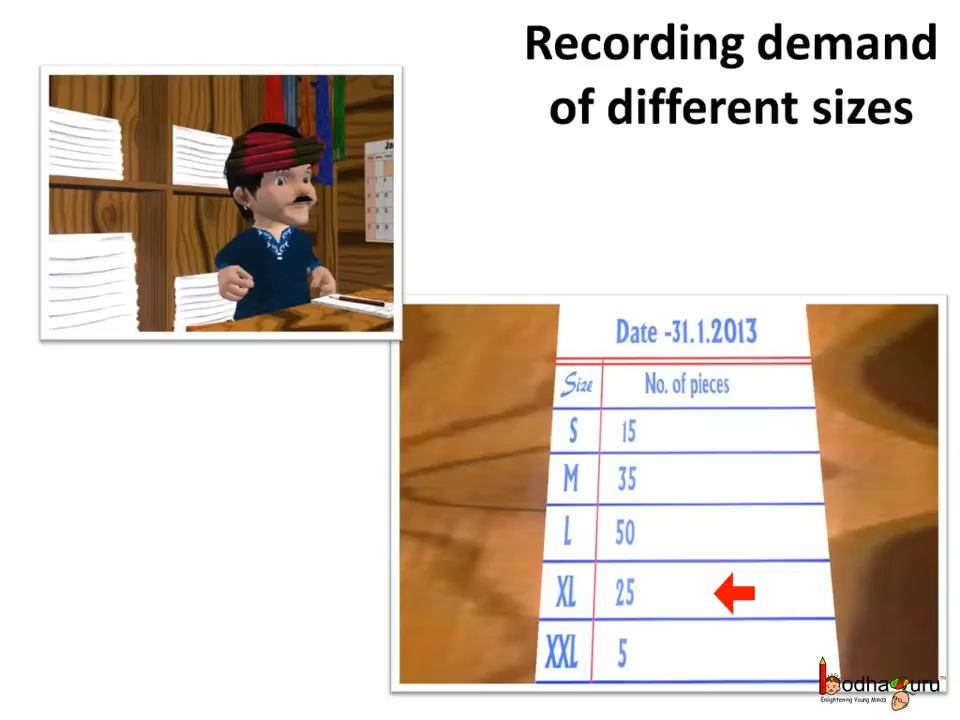 Recording demand
of different sizes
Date -31.1.2013
Size No. of pieces
S 15
M 35
L 50
XL 25
XXL 5
Enlightening Young Minds